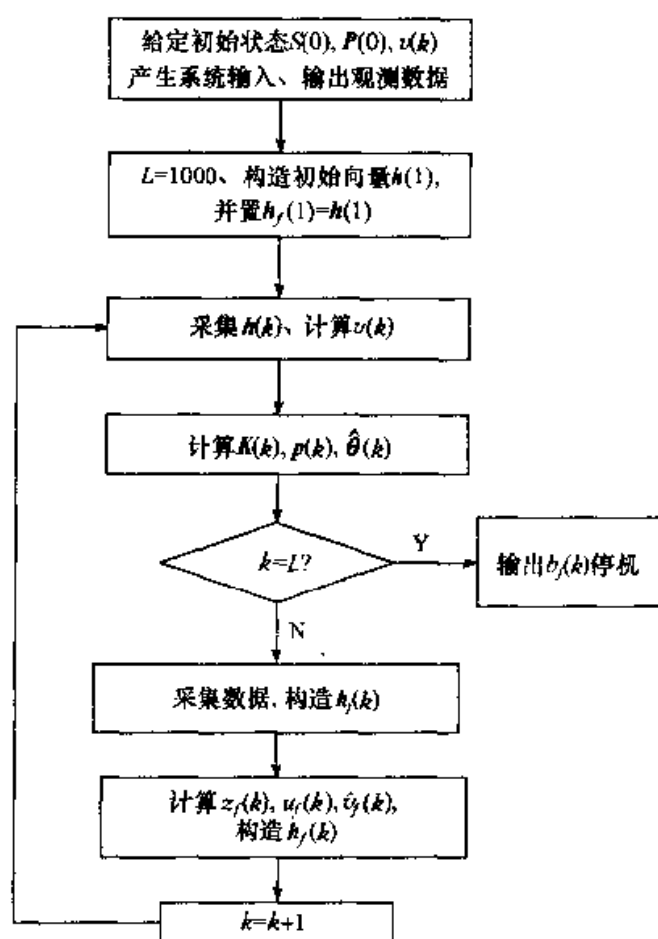 给定初始状态S(0), P(0), v(k)
产生系统输入、输出观测数据
L=1000、构造初始向量h(1),
并置h_f(1)=h(1)
采集h(k)、计算v(k)
计算K(k), p(k), θ̂(k)
k=L?
Y
输出b_f(k)停机
N
采集数据, 构造h_f(k)
计算z_f(k), u_f(k), v̂_f(k),
构造h_f(k)
k=k+1